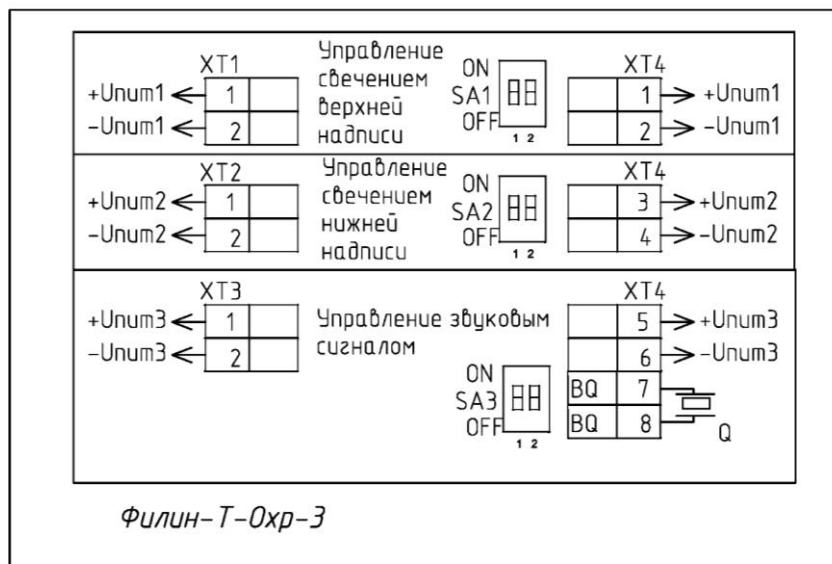 XT1
Управление
свечением
верхней
надписи
ON
SA1
OFF
1 2
XT4
+Uпит1
1
1
+Uпит1
-Uпит1
2
2
-Uпит1
XT2
Управление
свечением
нижней
надписи
ON
SA2
OFF
1 2
XT4
+Uпит2
1
3
+Uпит2
-Uпит2
2
4
-Uпит2
XT3
XT4
+Uпит3
1
Управление звуковым
сигналом
5
+Uпит3
-Uпит3
2
6
-Uпит3
ON
SA3
OFF
1 2
BQ
7
BQ
8
Q
Филин-Т-Охр-3